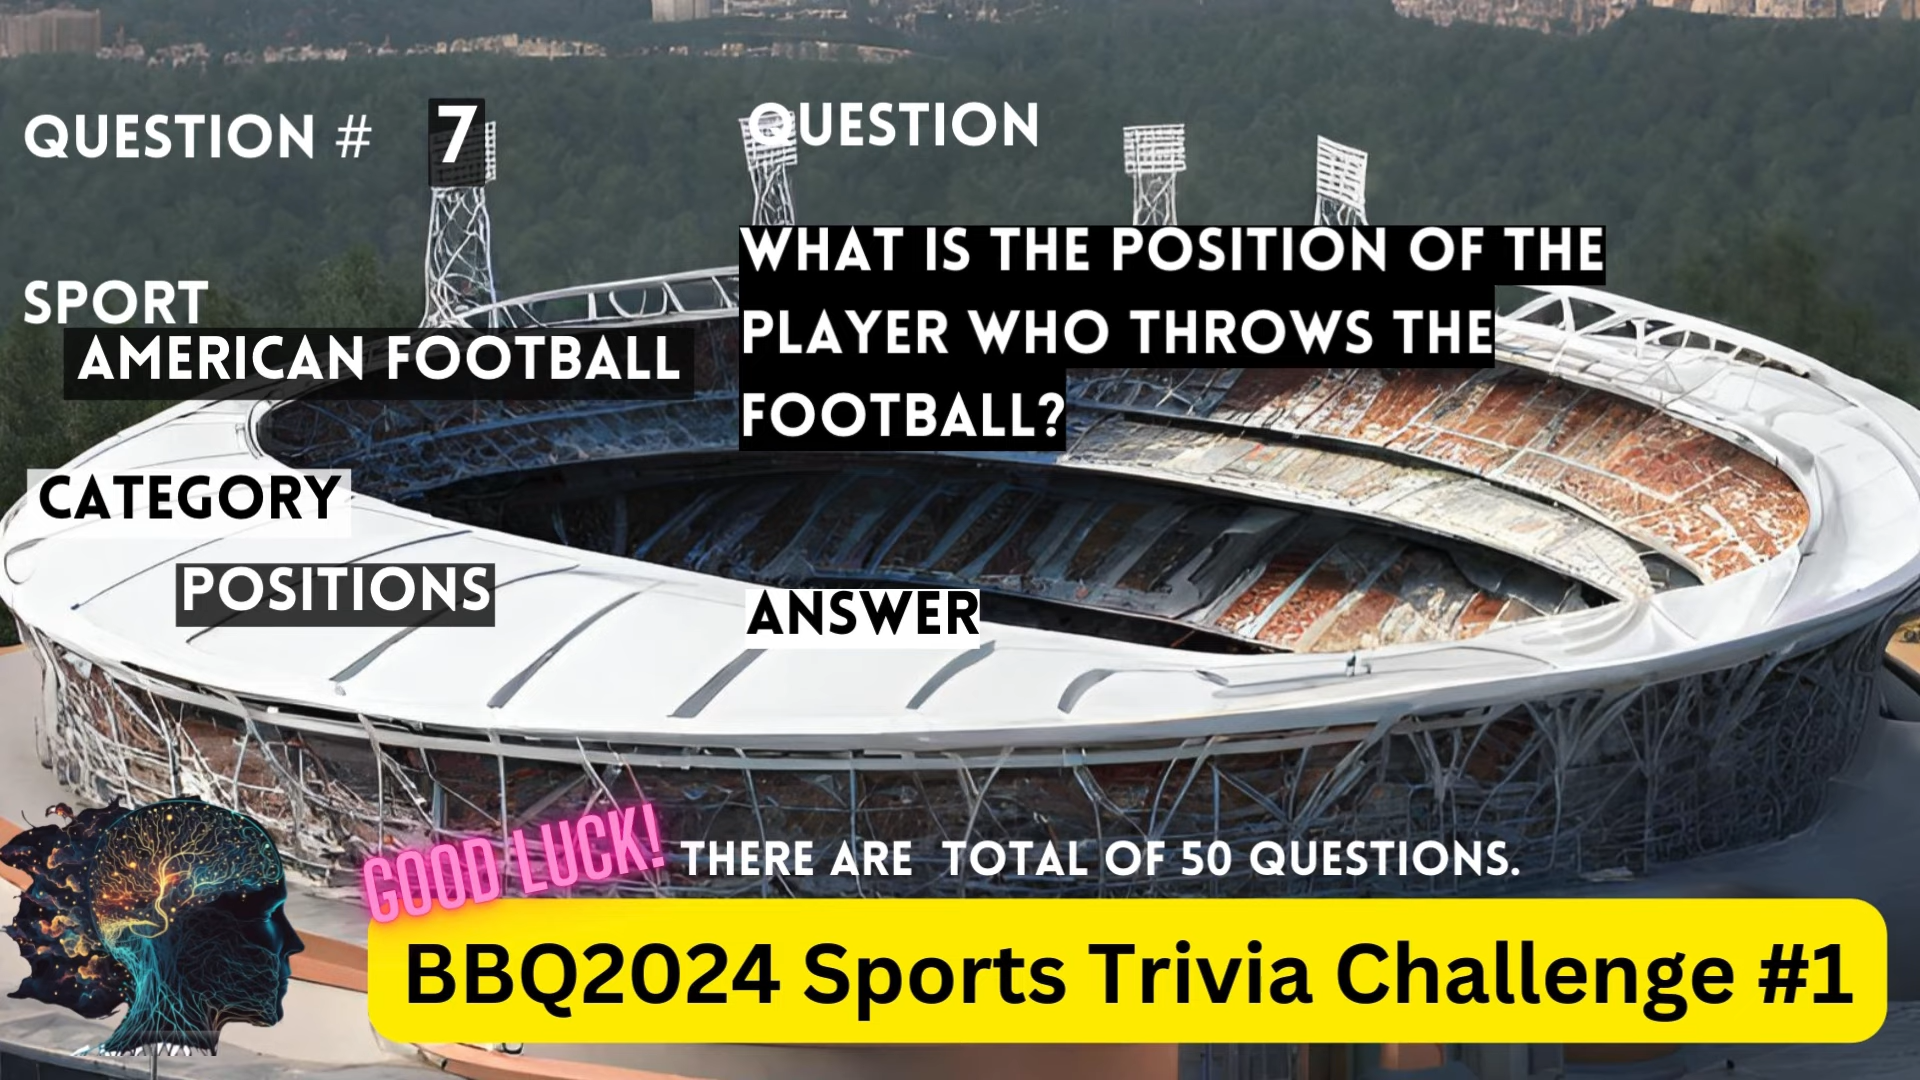 QUESTION # 7
SPORT
AMERICAN FOOTBALL
CATEGORY
POSITIONS
QUESTION
WHAT IS THE POSITION OF THE
PLAYER WHO THROWS THE
FOOTBALL?
ANSWER
GOOD LUCK!
THERE ARE TOTAL OF 50 QUESTIONS.
BBQ2024 Sports Trivia Challenge #1